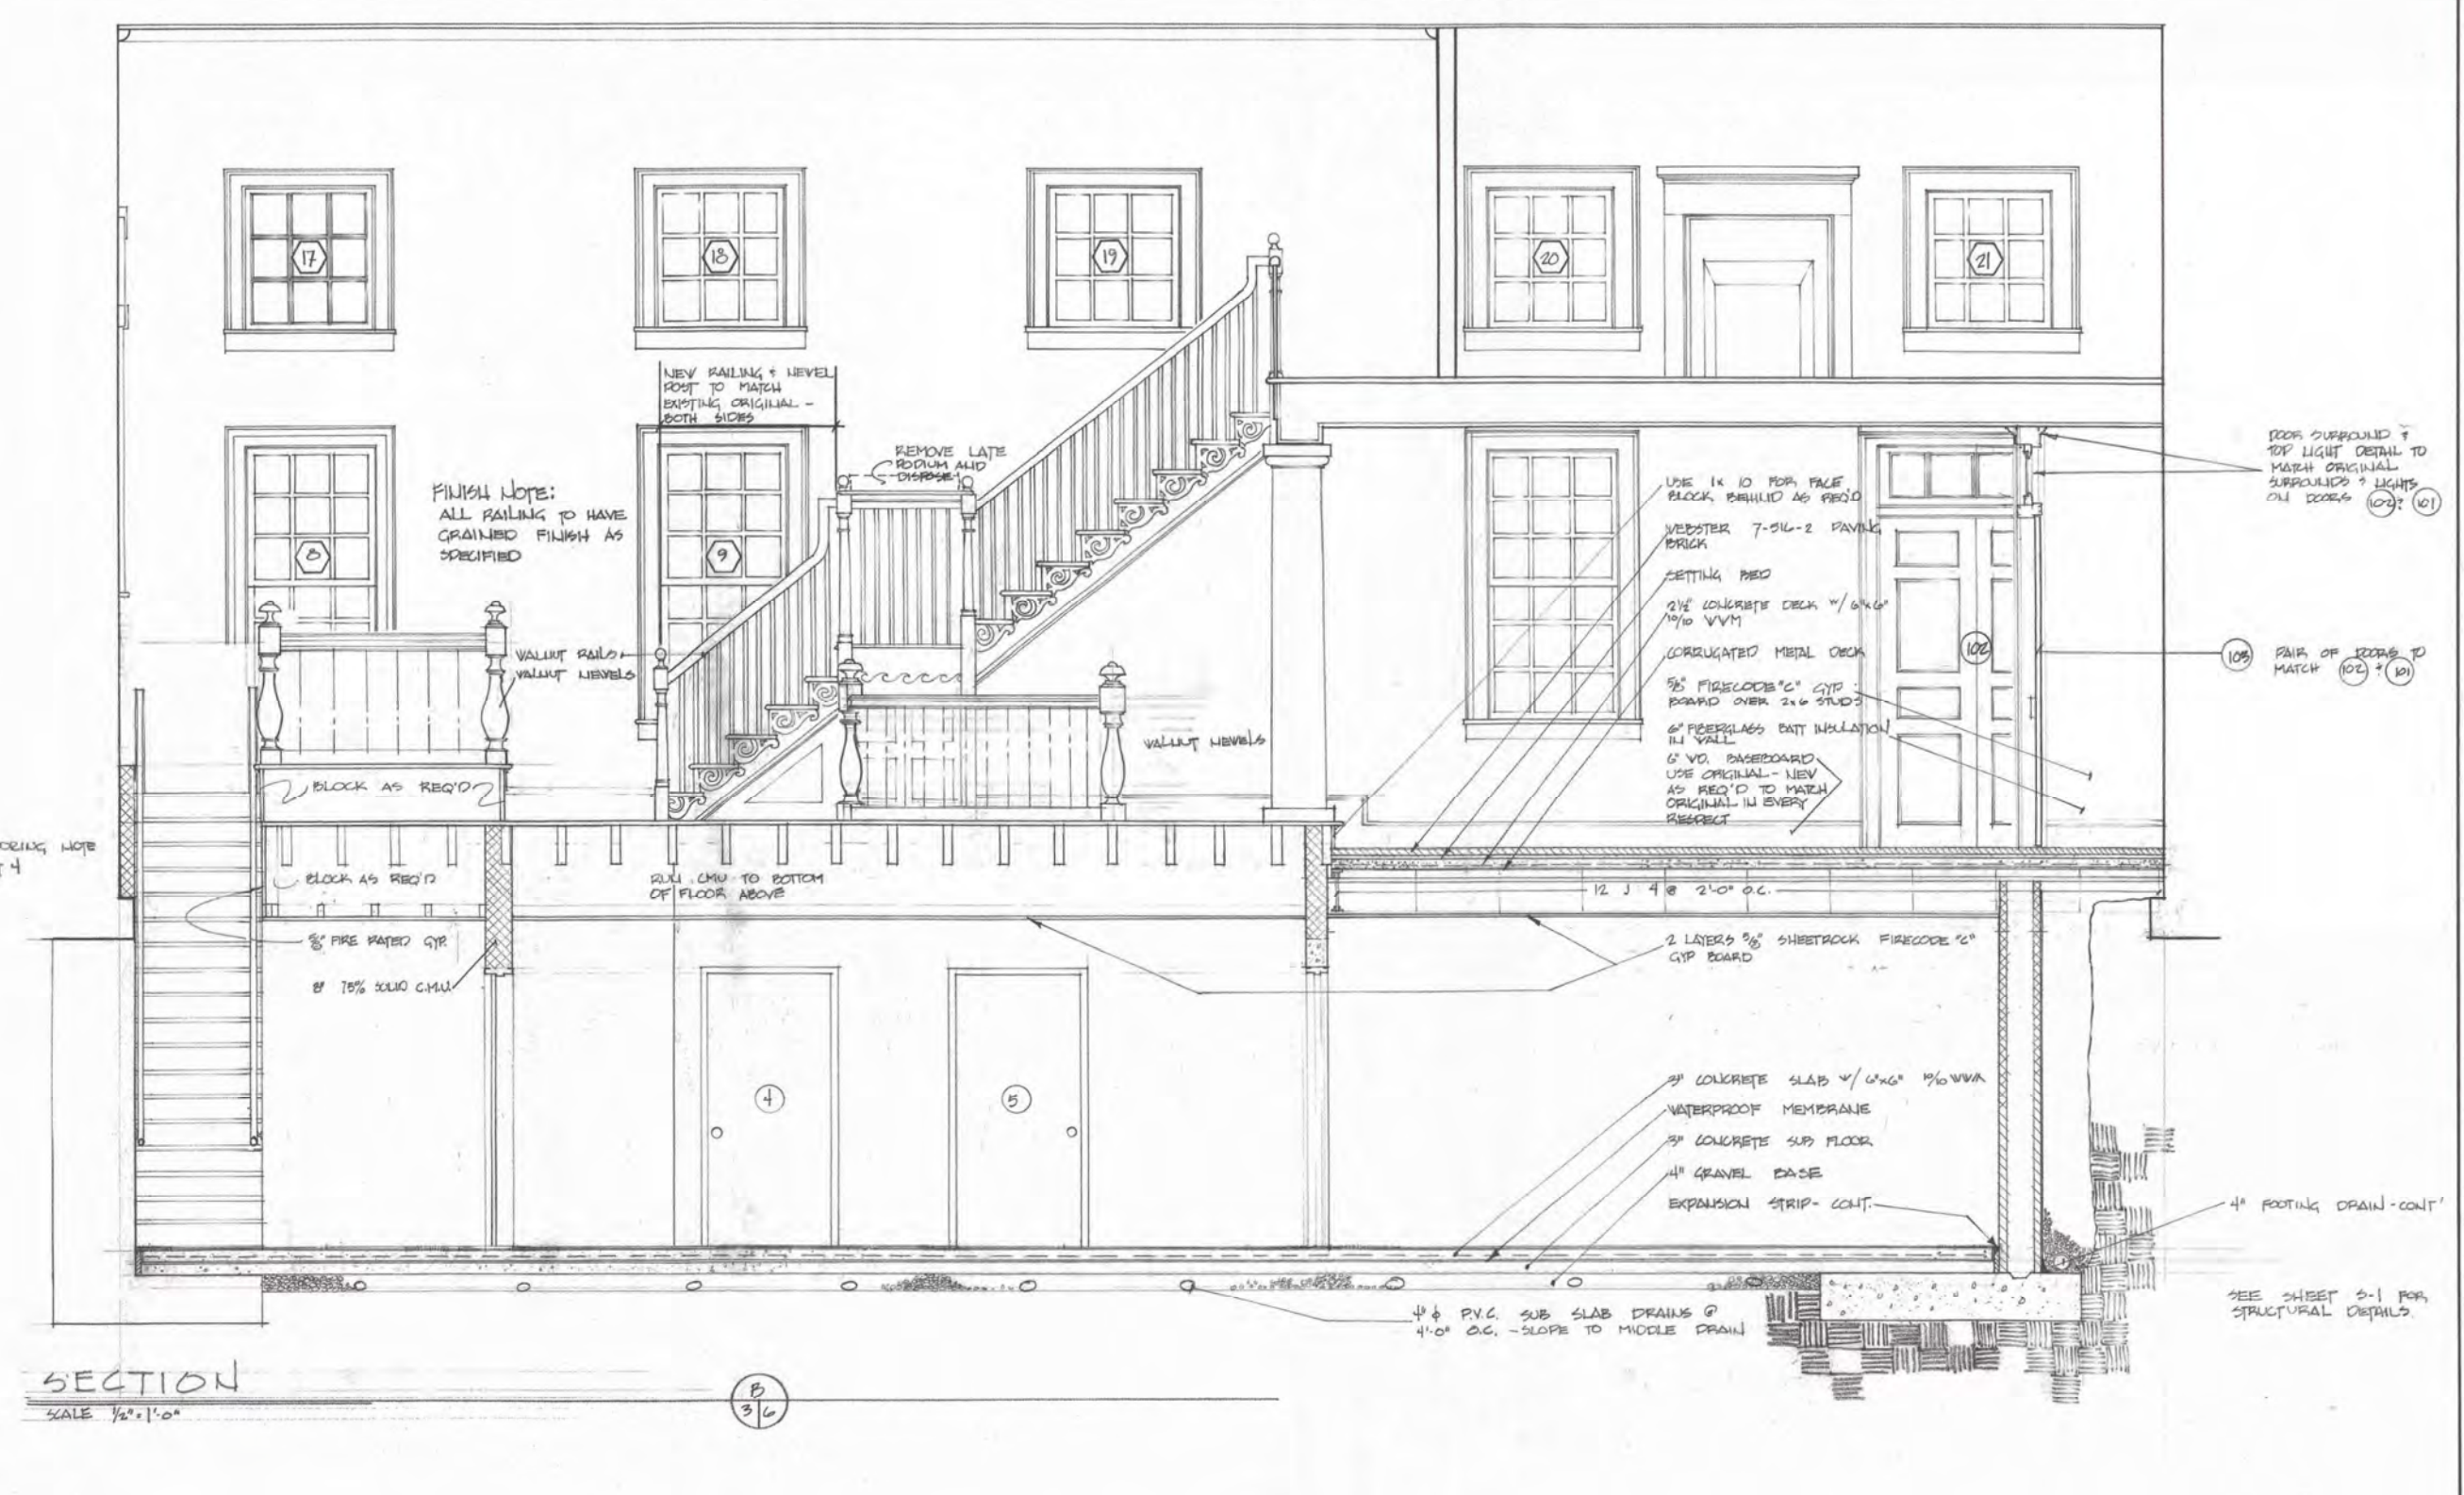 17
18
19
20
21
NEW RAILING & NEWEL
POST TO MATCH
EXISTING ORIGINAL -
BOTH SIDES
REMOVE LATE
PODIUM AND
DISPOSE
FINISH NOTE:
ALL RAILING TO HAVE
GRAINED FINISH AS
SPECIFIED
8
9
WALNUT RAILS
WALNUT NEWELS
WALNUT NEWELS
BLOCK AS REQ'D
USE 1x 10 FOR FACE
BLOCK BEHIND AS REQ'D
WEBSTER 7-516-2 PAVING
BRICK
SETTING BED
2½" CONCRETE DECK W/ 6"x6"
10/10 WWM
CORRUGATED METAL DECK
5/8" FIRECODE "C" GYP
BOARD OVER 2x6 STUDS
6" FIBERGLASS BATT INSULATION
IN WALL
6" WD. BASEBOARD
USE ORIGINAL - NEW
AS REQ'D TO MATCH
ORIGINAL IN EVERY
RESPECT
102
DOOR SURROUND &
TOP LIGHT DETAIL TO
MATCH ORIGINAL
SURROUNDS & LIGHTS
ON DOORS 102 & 101
103 PAIR OF DOORS TO
MATCH 102 & 101
NOTE
4
BLOCK AS REQ'D
RUN CMU TO BOTTOM
OF FLOOR ABOVE
12 J 4 @ 2'-0" O.C.
5/8" FIRE RATED GYP.
8" 75% SOLID C.M.U.
2 LAYERS 5/8" SHEETROCK FIRECODE "C"
GYP BOARD
4
5
3" CONCRETE SLAB W/ 6"x6" 10/10 WWM
WATERPROOF MEMBRANE
3" CONCRETE SUB FLOOR
4" GRAVEL BASE
EXPANSION STRIP - CONT.
4" FOOTING DRAIN - CONT'
4" ϕ P.V.C. SUB SLAB DRAINS @
4'-0" O.C. - SLOPE TO MIDDLE DRAIN
SEE SHEET S-1 FOR
STRUCTURAL DETAILS.
SECTION
SCALE 1/2" = 1'-0"
B
3 6